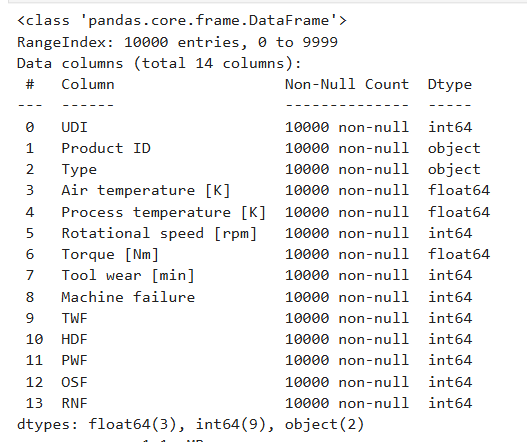 <class 'pandas.core.frame.DataFrame'>
RangeIndex: 10000 entries, 0 to 9999
Data columns (total 14 columns):
 #   Column                   Non-Null Count  Dtype
---  ------                   --------------  -----
 0   UDI                      10000 non-null  int64
 1   Product ID               10000 non-null  object
 2   Type                     10000 non-null  object
 3   Air temperature [K]      10000 non-null  float64
 4   Process temperature [K]  10000 non-null  float64
 5   Rotational speed [rpm]   10000 non-null  int64
 6   Torque [Nm]              10000 non-null  float64
 7   Tool wear [min]          10000 non-null  int64
 8   Machine failure          10000 non-null  int64
 9   TWF                      10000 non-null  int64
 10  HDF                      10000 non-null  int64
 11  PWF                      10000 non-null  int64
 12  OSF                      10000 non-null  int64
 13  RNF                      10000 non-null  int64
dtypes: float64(3), int64(9), object(2)